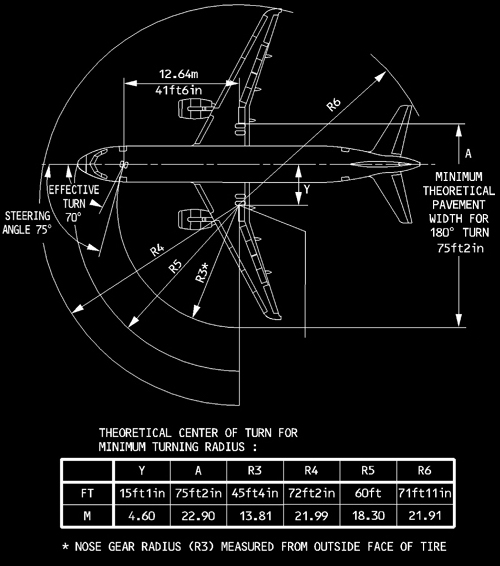 12.64m
41ft6in
R6
A
MINIMUM
THEORETICAL
PAVEMENT
WIDTH FOR
180° TURN
75ft2in
Y
EFFECTIVE
TURN
70°
STEERING
ANGLE 75°
R4
R5
R3*
THEORETICAL CENTER OF TURN FOR
MINIMUM TURNING RADIUS :
Y A R3 R4 R5 R6
FT 15ft1in 75ft2in 45ft4in 72ft2in 60ft 71ft11in
M 4.60 22.90 13.81 21.99 18.30 21.91
* NOSE GEAR RADIUS (R3) MEASURED FROM OUTSIDE FACE OF TIRE